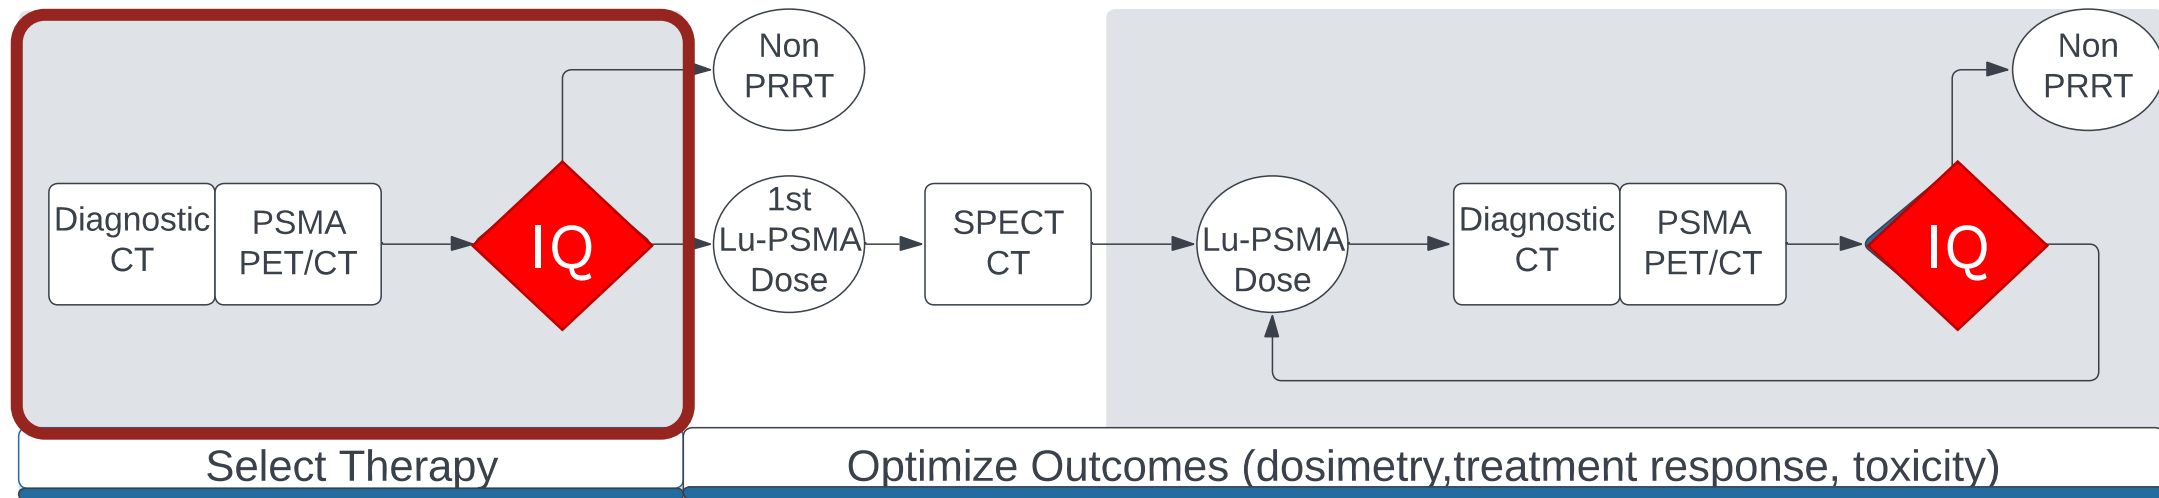 Non
PRRT
Non
PRRT
Diagnostic
CT
PSMA
PET/CT
IQ
1st
Lu-PSMA
Dose
SPECT
CT
Lu-PSMA
Dose
Diagnostic
CT
PSMA
PET/CT
IQ
Select Therapy
Optimize Outcomes (dosimetry,treatment response, toxicity)